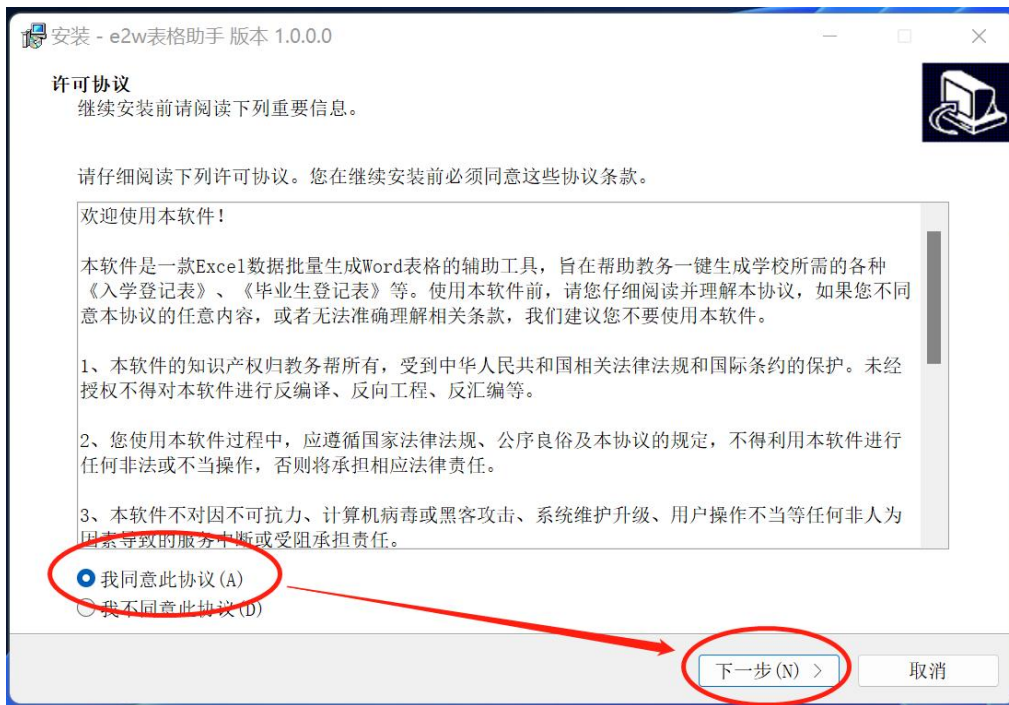 安装 - e2w表格助手 版本 1.0.0.0
许可协议
继续安装前请阅读下列重要信息。
请仔细阅读下列许可协议。您在继续安装前必须同意这些协议条款。
欢迎使用本软件！
本软件是一款Excel数据批量生成Word表格的辅助工具，旨在帮助教务一键生成学校所需的各种
《入学登记表》、《毕业生登记表》等。使用本软件前，请您仔细阅读并理解本协议，如果您不同
意本协议的任意内容，或者无法准确理解相关条款，我们建议您不要使用本软件。
1、本软件的知识产权归教务帮所有，受到中华人民共和国相关法律法规和国际条约的保护。未经
授权不得对本软件进行反编译、反向工程、反汇编等。
2、您使用本软件过程中，应遵循国家法律法规、公序良俗及本协议的规定，不得利用本软件进行
任何非法或不当操作，否则将承担相应法律责任。
3、本软件不对因不可抗力、计算机病毒或黑客攻击、系统维护升级、用户操作不当等任何非人为
因素导致的服务中断或受阻承担责任。
我同意此协议(A)
我不同意此协议(D)
下一步(N) >
取消